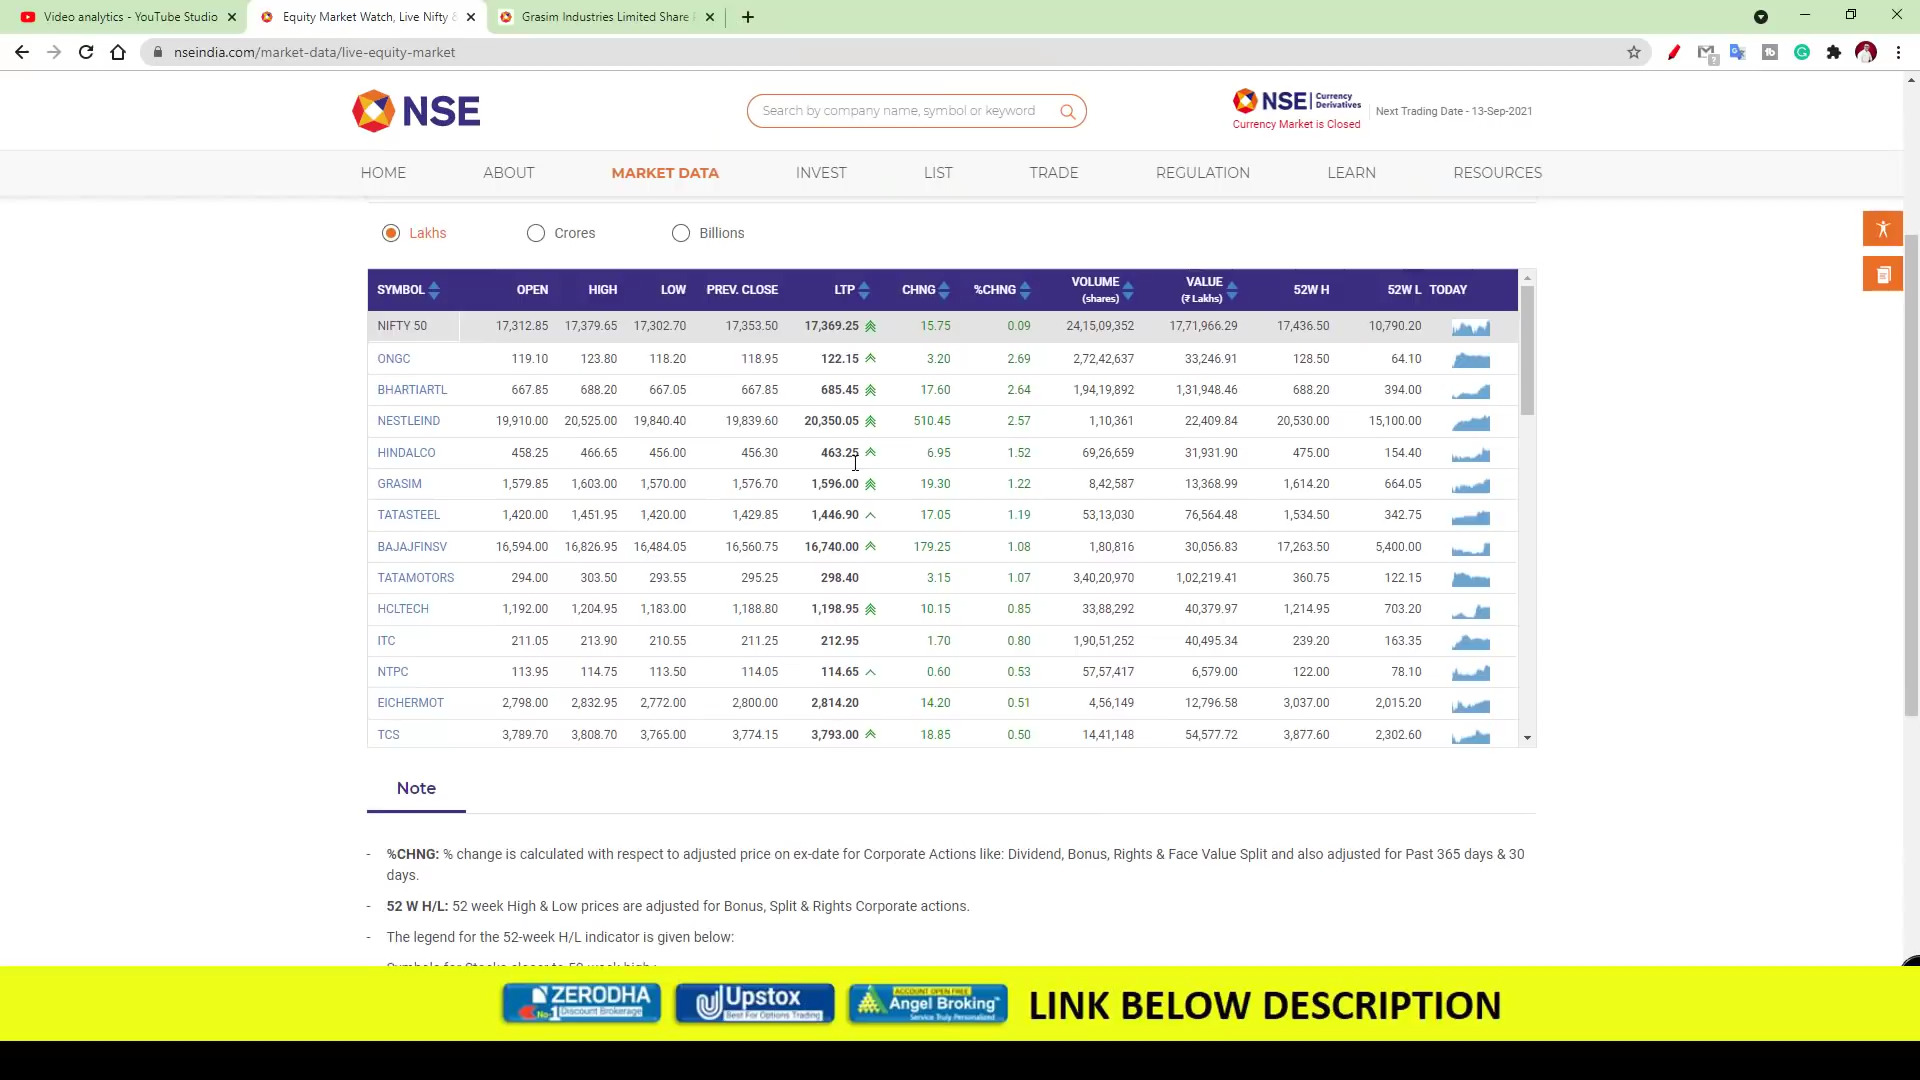 Video analytics - YouTube Studio
Equity Market Watch, Live Nifty
Grasim Industries Limited Share
nseindia.com/market-data/live-equity-market
NSE
Search by company name, symbol or keyword
NSE Currency Derivatives
Currency Market is Closed
Next Trading Date - 13-Sep-2021
HOME ABOUT MARKET DATA INVEST LIST TRADE REGULATION LEARN RESOURCES
Lakhs Crores Billions
SYMBOL OPEN HIGH LOW PREV. CLOSE LTP CHNG %CHNG VOLUME (shares) VALUE (₹ Lakhs) 52W H 52W L TODAY
NIFTY 50 17,312.85 17,379.65 17,302.70 17,353.50 17,369.25 15.75 0.09 24,15,09,352 17,71,966.29 17,436.50 10,790.20
ONGC 119.10 123.80 118.20 118.95 122.15 3.20 2.69 2,72,42,637 33,246.91 128.50 64.10
BHARTIARTL 667.85 688.20 667.05 667.85 685.45 17.60 2.64 1,94,19,892 1,31,948.46 688.20 394.00
NESTLEIND 19,910.00 20,525.00 19,840.40 19,839.60 20,350.05 510.45 2.57 1,10,361 22,409.84 20,530.00 15,100.00
HINDALCO 458.25 466.65 456.00 456.30 463.25 6.95 1.52 69,26,659 31,931.90 475.00 154.40
GRASIM 1,579.85 1,603.00 1,570.00 1,576.70 1,596.00 19.30 1.22 8,42,587 13,368.99 1,614.20 664.05
TATASTEEL 1,420.00 1,451.95 1,420.00 1,429.85 1,446.90 17.05 1.19 53,13,030 76,564.48 1,534.50 342.75
BAJAJFINSV 16,594.00 16,826.95 16,484.05 16,560.75 16,740.00 179.25 1.08 1,80,816 30,056.83 17,263.50 5,400.00
TATAMOTORS 294.00 303.50 293.55 295.25 298.40 3.15 1.07 3,40,20,970 1,02,219.41 360.75 122.15
HCLTECH 1,192.00 1,204.95 1,183.00 1,188.80 1,198.95 10.15 0.85 33,88,292 40,379.97 1,214.95 703.20
ITC 211.05 213.90 210.55 211.25 212.95 1.70 0.80 1,90,51,252 40,495.34 239.20 163.35
NTPC 113.95 114.75 113.50 114.05 114.65 0.60 0.53 57,57,417 6,579.00 122.00 78.10
EICHERMOT 2,798.00 2,832.95 2,772.00 2,800.00 2,814.20 14.20 0.51 4,56,149 12,796.58 3,037.00 2,015.20
TCS 3,789.70 3,808.70 3,765.00 3,774.15 3,793.00 18.85 0.50 14,41,148 54,577.72 3,877.60 2,302.60
Note
- %CHNG: % change is calculated with respect to adjusted price on ex-date for Corporate Actions like: Dividend, Bonus, Rights & Face Value Split and also adjusted for Past 365 days & 30
days.
- 52 W H/L: 52 week High & Low prices are adjusted for Bonus, Split & Rights Corporate actions.
- The legend for the 52-week H/L indicator is given below:
ZERODHA
No-1 Discount Brokerage
Upstox
Best For Options Trading
ACCOUNT OPEN FREE
Angel Broking
Service Truly Personalized
LINK BELOW DESCRIPTION